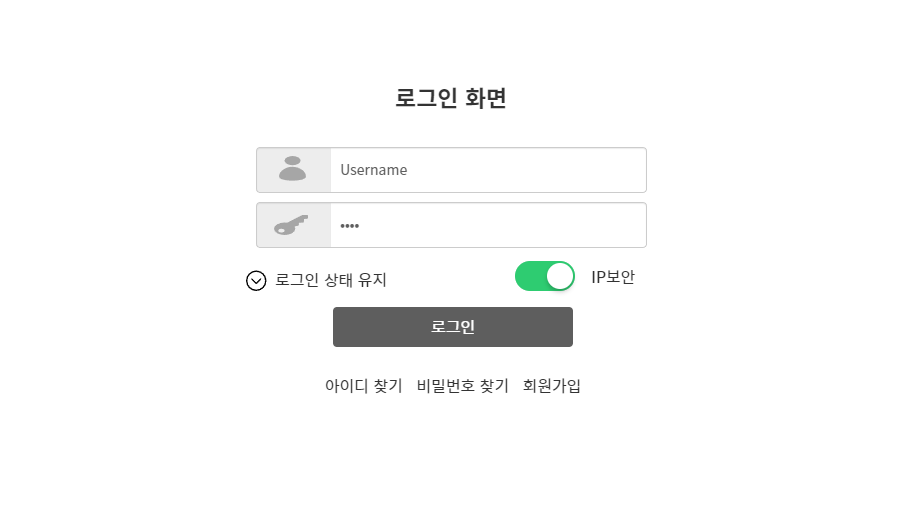 로그인 화면
Username
••••
로그인 상태 유지 IP보안
로그인
아이디 찾기 비밀번호 찾기 회원가입